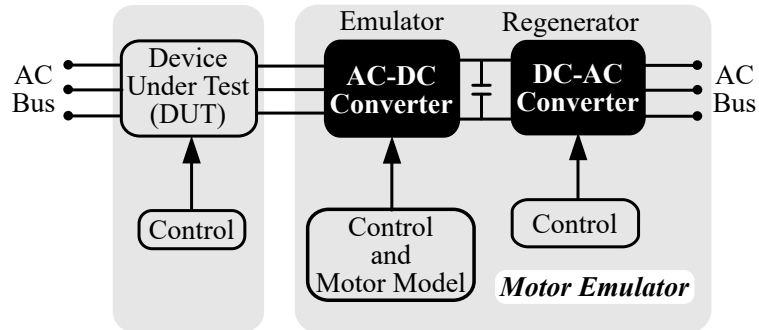 Emulator
Regenerator
AC
Bus
Device
Under Test
(DUT)
AC-DC
Converter
DC-AC
Converter
AC
Bus
Control
Control
and
Motor Model
Control
Motor Emulator